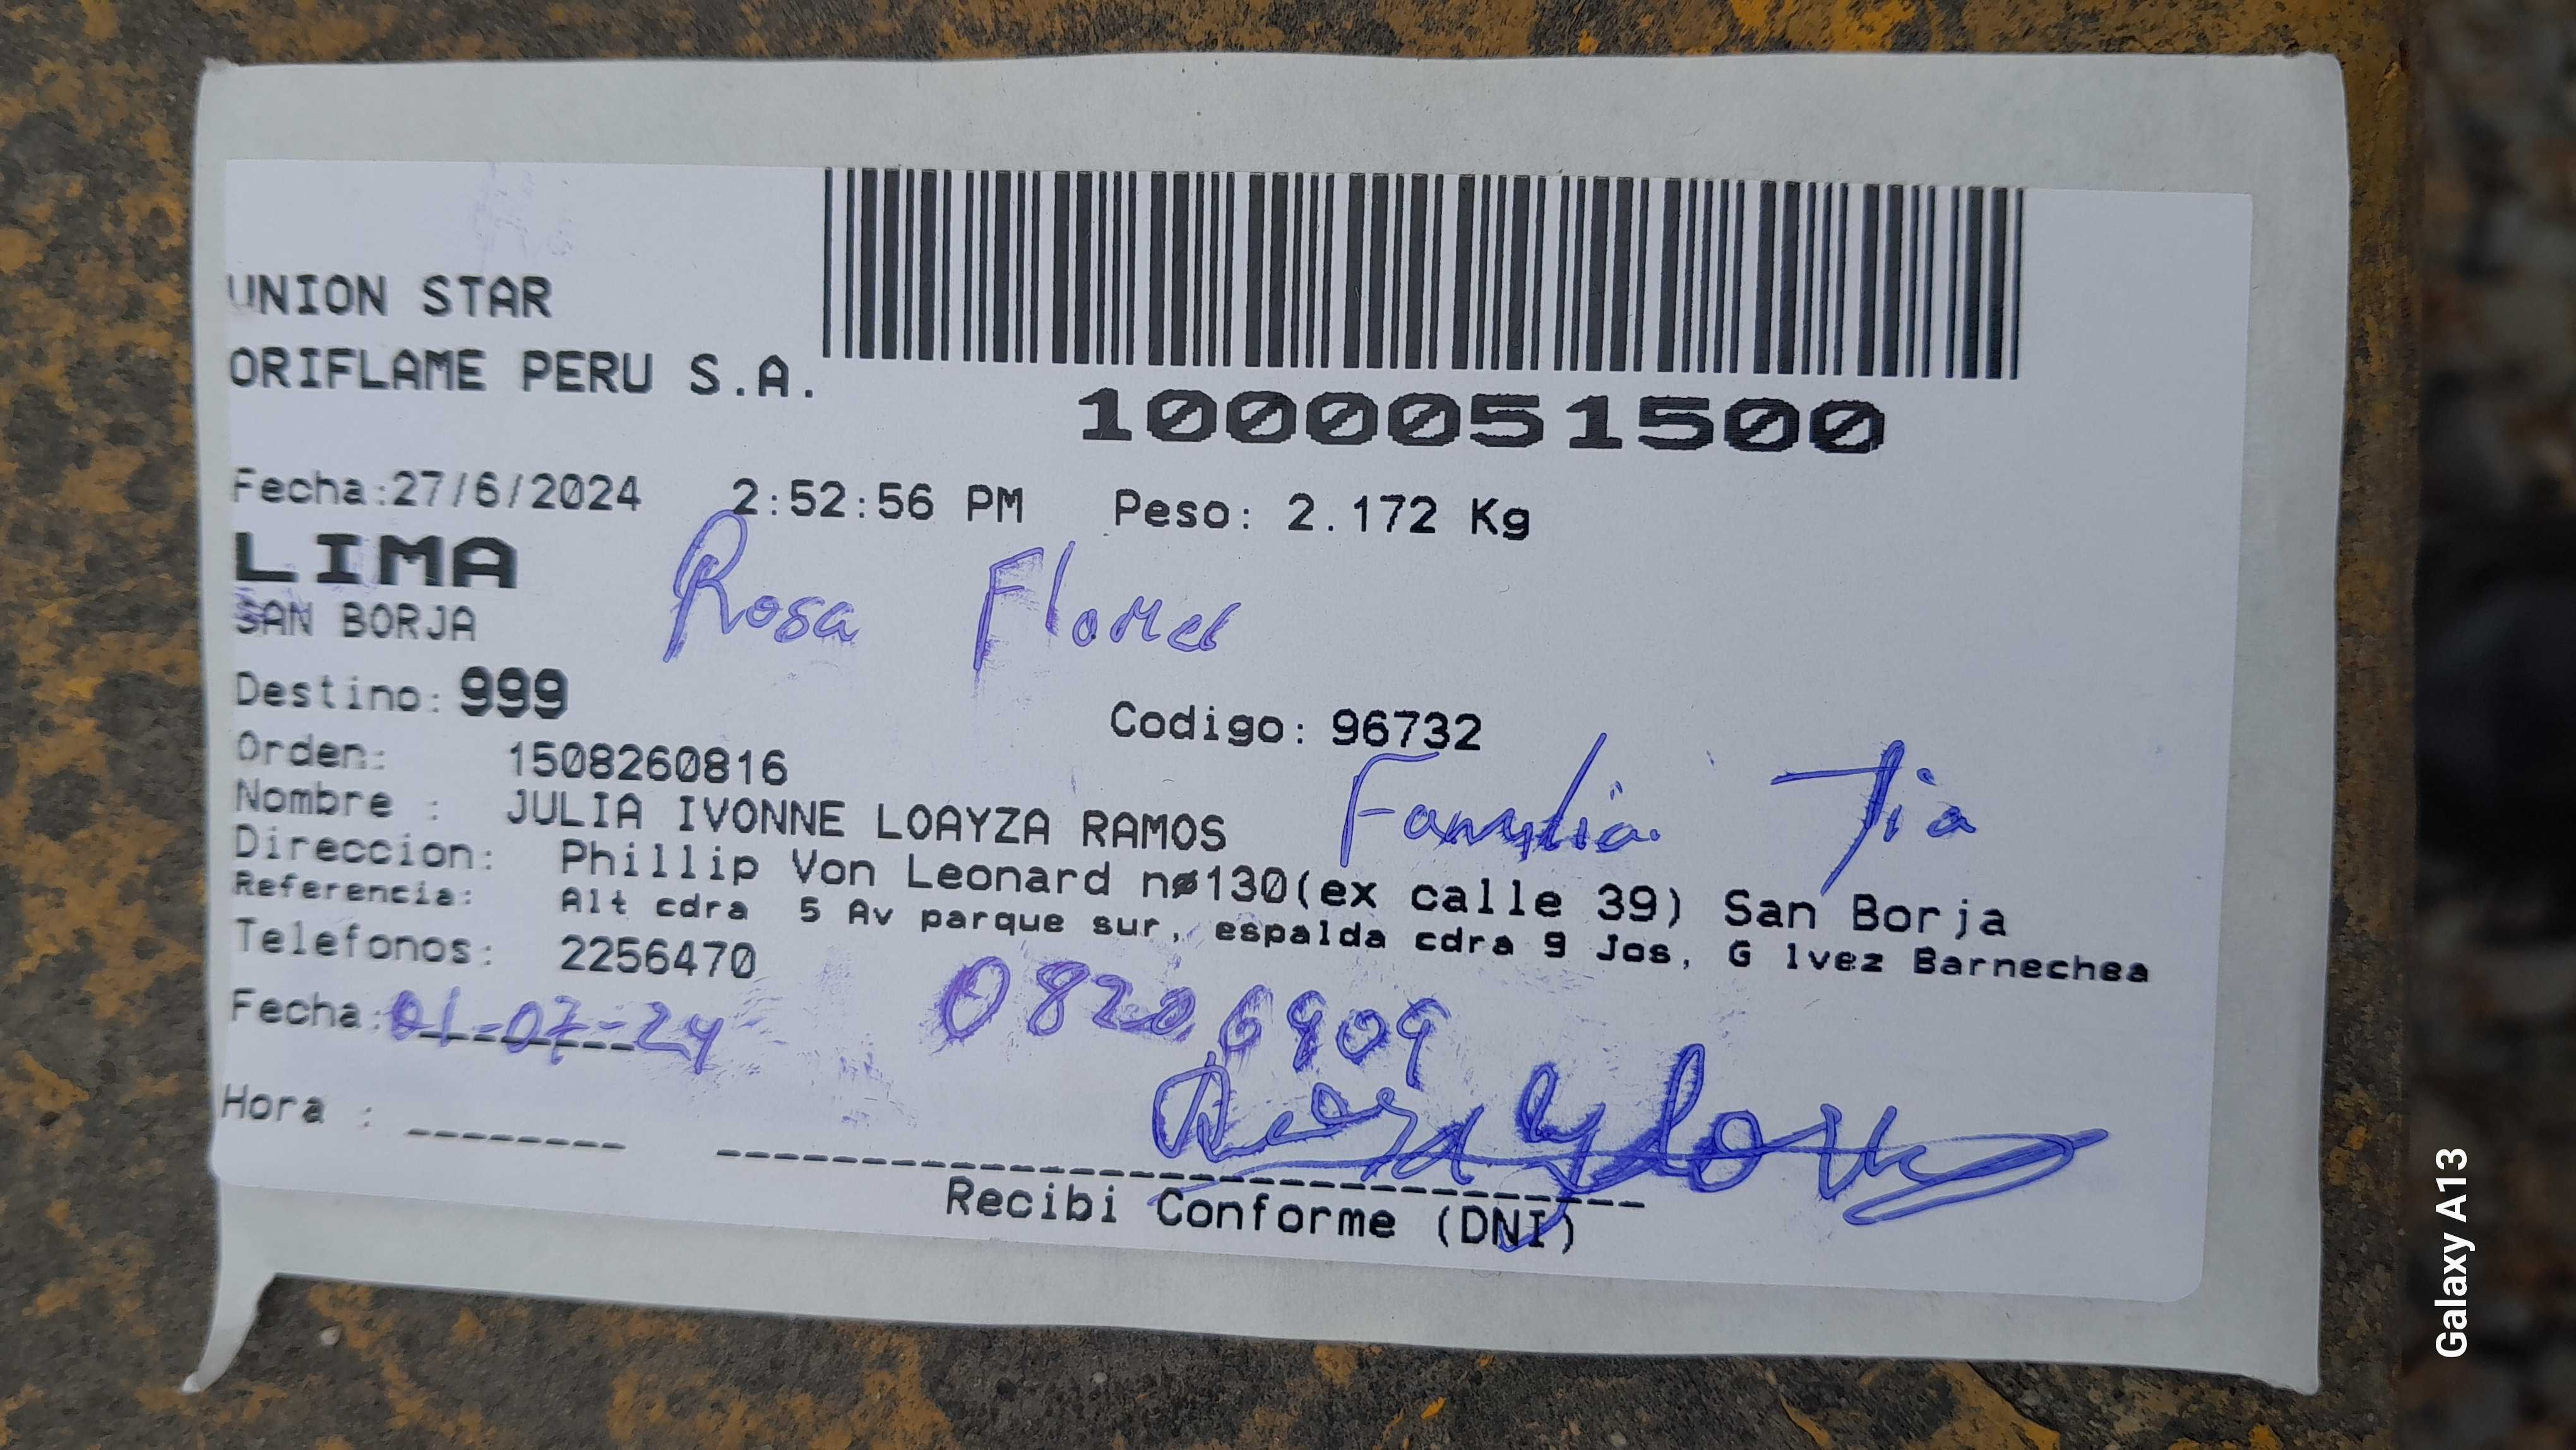 UNION STAR
ORIFLAME PERU S.A.
1000051500
Fecha:27/6/2024 2:52:56 PM Peso: 2.172 Kg
LIMA
SAN BORJA
Rosa Flores
Destino: 999
Codigo: 96732
Orden: 1508260816
Nombre : JULIA IVONNE LOAYZA RAMOS
Familia Tia
Direccion: Phillip Von Leonard nø130(ex calle 39) San Borja
Referencia: Alt cdra 5 Av parque sur, espalda cdra 9 Jos, G lvez Barnechea
Telefonos: 2256470
Fecha: 01-07-24
Hora :
Recibi Conforme (DNI)
Galaxy A13